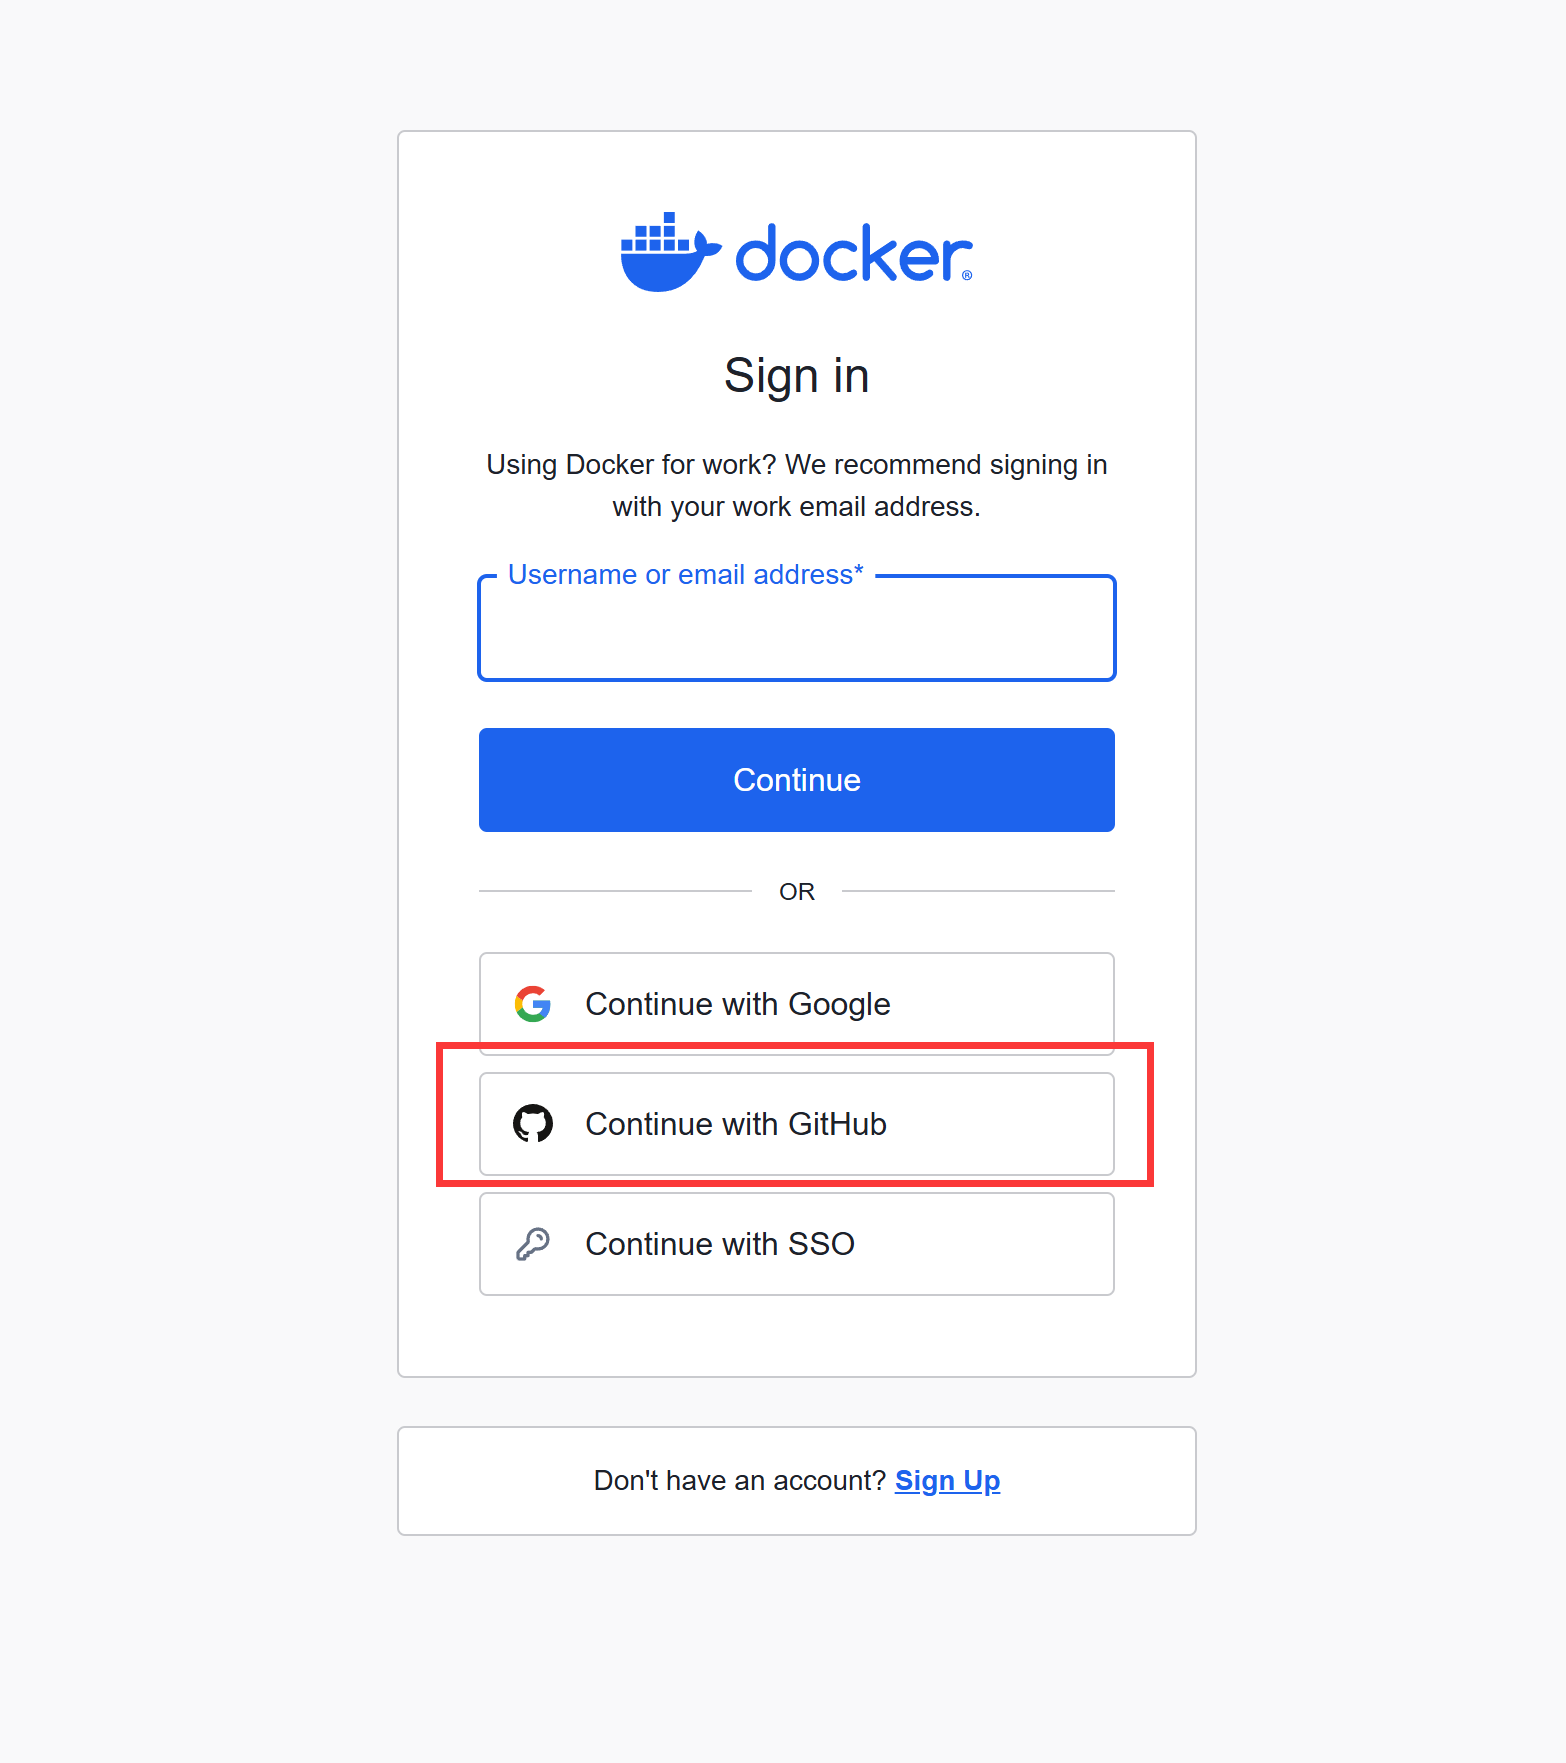 docker®
Sign in
Using Docker for work? We recommend signing in
with your work email address.
Username or email address*
Continue
OR
Continue with Google
Continue with GitHub
Continue with SSO
Don't have an account? Sign Up